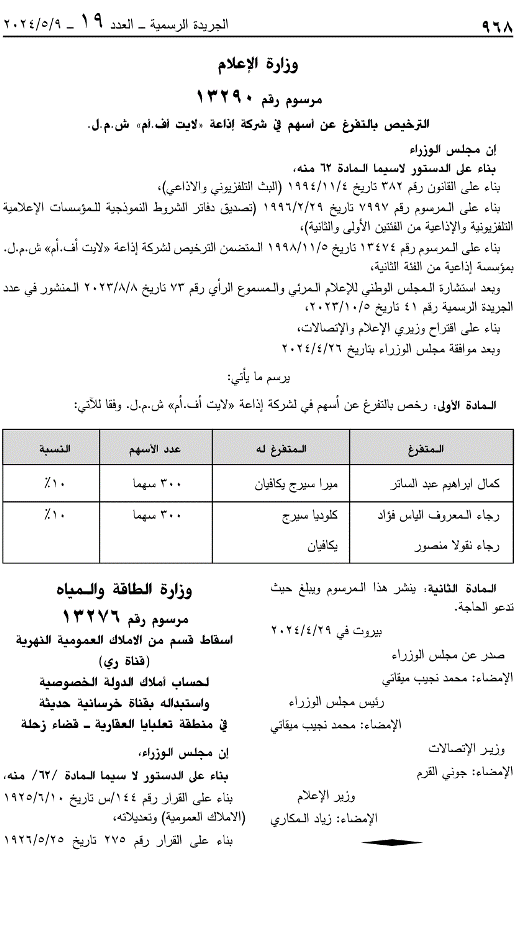 ٩٦٨
الجريدة الرسمية ــ العدد ١٩ ــ ٢٠٢٤/٥/٩
وزارة الإعلام
مرسوم رقم ١٣٢٩٠
الترخيص بالتفرغ عن أسهم في شركة إذاعة «لايت أف.أم» ش.م.ل.
إن مجلس الوزراء
بناء على الدستور لاسيما المادة ٦٢ منه،
بناء على القانون رقم ٣٨٢ تاريخ ١٩٩٤/١١/٤ (البث التلفزيوني والاذاعي)،
بناء على المرسوم رقم ٧٩٩٧ تاريخ ١٩٩٦/٢/٢٩ (تصديق دفاتر الشروط النموذجية للمؤسسات الإعلامية
التلفزيونية والإذاعية من الفئتين الأولى والثانية)،
بناء على المرسوم رقم ١٣٤٧٤ تاريخ ١٩٩٨/١١/٥ المتضمن الترخيص لشركة إذاعة «لايت أف.أم» ش.م.ل.
بمؤسسة إذاعية من الفئة الثانية،
وبعد استشارة المجلس الوطني للإعلام المرئي والمسموع الرأي رقم ٧٣ تاريخ ٢٠٢٣/٨/٨ المنشور في عدد
الجريدة الرسمية رقم ٤١ تاريخ ٢٠٢٣/١٠/٥،
بناء على اقتراح وزيري الإعلام والإتصالات،
وبعد موافقة مجلس الوزراء بتاريخ ٢٠٢٤/٤/٢٦
يرسم ما يأتي:
المادة الأولى: رخص بالتفرغ عن أسهم في لشركة إذاعة «لايت أف.أم» ش.م.ل. وفقا للآتي:
المتفرغ المتفرغ له عدد الأسهم النسبة
كمال ابراهيم عبد الساتر ميرا سيرج يكافيان ٣٠٠ سهما ١٠٪
رجاء المعروف الياس فؤاد كلوديا سيرج ٣٠٠ سهما ١٠٪
رجاء نقولا منصور يكافيان
المادة الثانية: ينشر هذا المرسوم ويبلغ حيث
تدعو الحاجة.
بيروت في ٢٠٢٤/٤/٢٩
صدر عن مجلس الوزراء
الإمضاء: محمد نجيب ميقاتي
رئيس مجلس الوزراء
الإمضاء: محمد نجيب ميقاتي
وزير الإتصالات
الإمضاء: جوني القرم
وزير الإعلام
الإمضاء: زياد المكاري
وزارة الطاقة والمياه
مرسوم رقم ١٣٢٧٦
اسقاط قسم من الاملاك العمومية النهرية
(قناة ري)
لحساب أملاك الدولة الخصوصية
واستبداله بقناة خرسانية حديثة
في منطقة تعلبايا العقارية ــ قضاء زحلة
إن مجلس الوزراء،
بناء على الدستور لا سيما المادة /٦٢/ منه،
بناء على القرار رقم ١٤٤/س تاريخ ١٩٢٥/٦/١٠
(الاملاك العمومية) وتعديلاته،
بناء على القرار رقم ٢٧٥ تاريخ ١٩٢٦/٥/٢٥